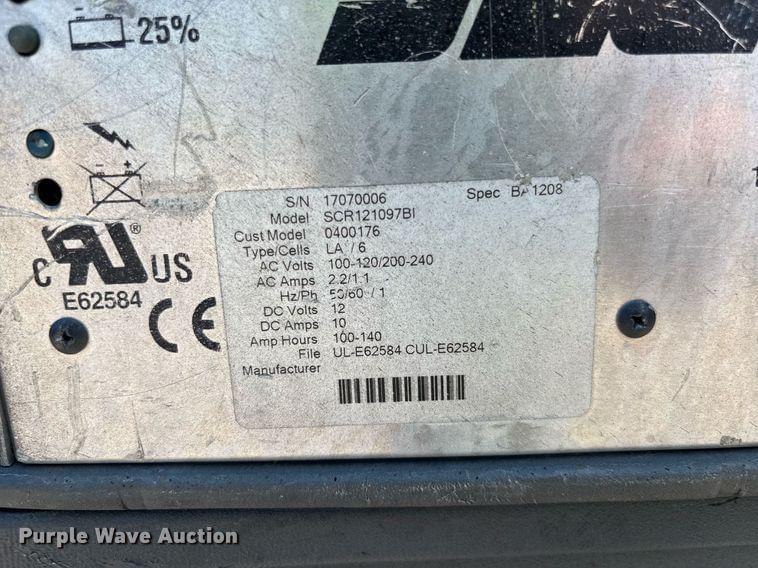 25%
S/N 17070006 Spec BA1208
Model SCR121097BI
Cust Model 0400176
Type/Cells LA / 6
AC Volts 100-120/200-240
AC Amps 2.2/1.1
Hz/Ph 50/60 / 1
DC Volts 12
DC Amps 10
Amp Hours 100-140
File UL-E62584 CUL-E62584
Manufacturer
C RU ® US
E62584
CE
Purple Wave Auction